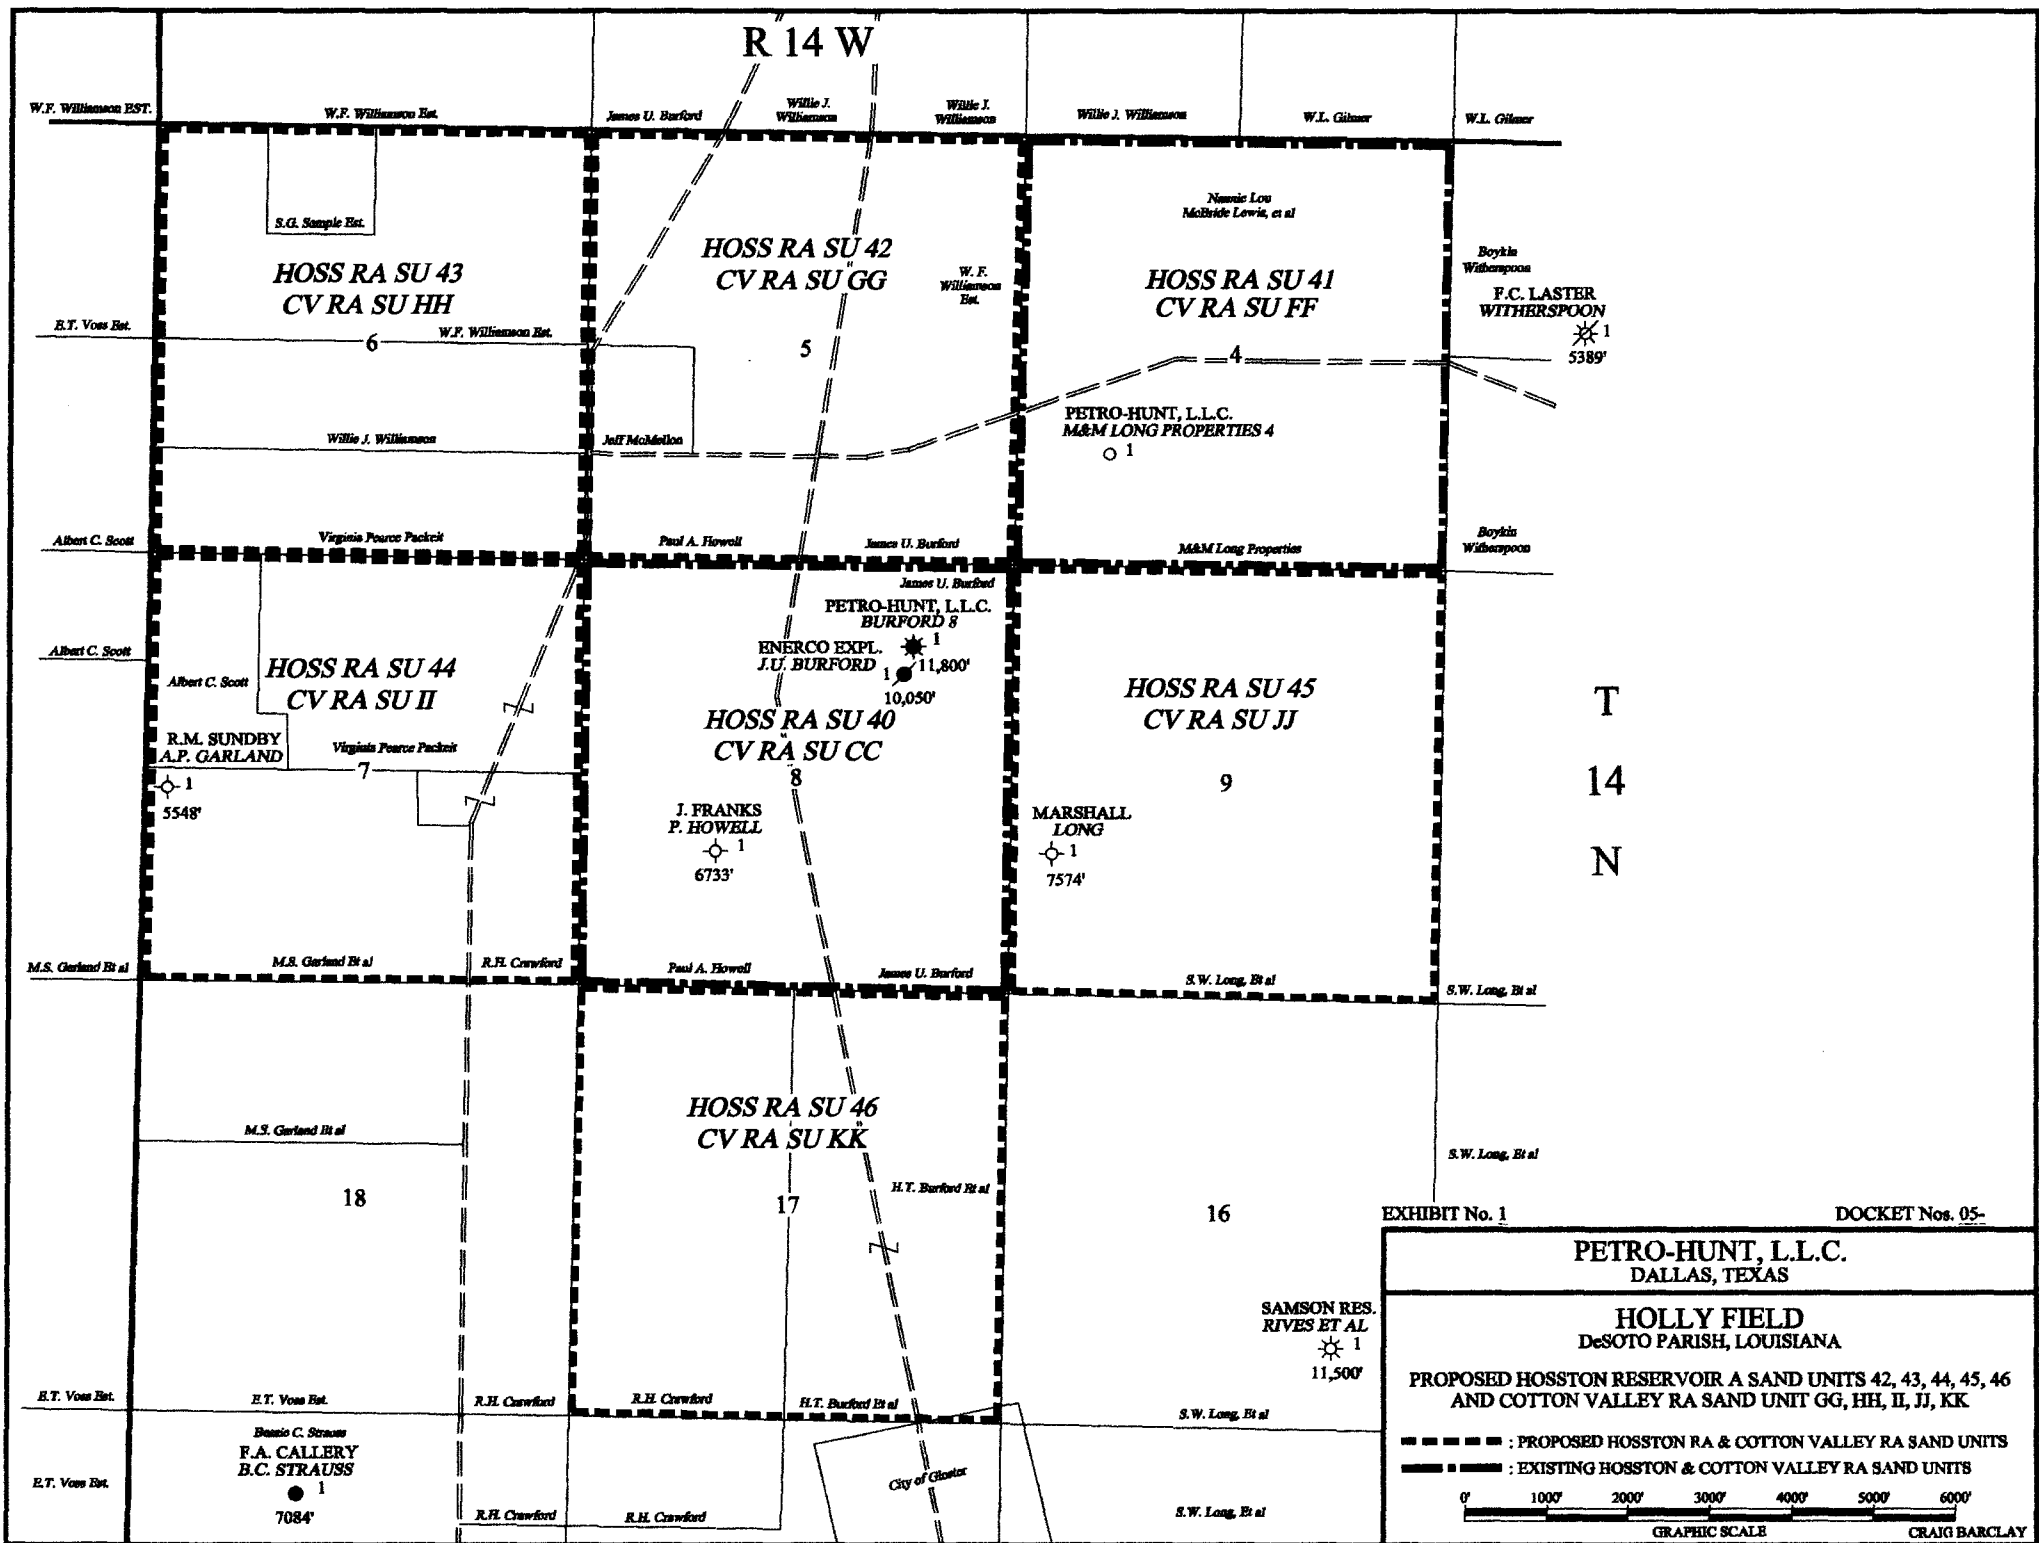 R 14 W
W.F. Williamson EST.
W.F. Williamson Est.
James U. Burford
Willie J.
Williamson
Willie J.
Williamson
Willie J. Williamson
W.L. Gilmer
W.L. Gilmer
S.G. Sample Est.
Nannie Lou
McBride Lewis, et al
HOSS RA SU 43
CV RA SU HH
HOSS RA SU 42
CV RA SU GG
W. F.
Williamson
Est.
HOSS RA SU 41
CV RA SU FF
Boykin
Witherspoon
F.C. LASTER
WITHERSPOON
1
5389'
E.T. Voss Est.
W.F. Williamson Est.
6
5
4
PETRO-HUNT, L.L.C.
M&M LONG PROPERTIES 4
1
Willie J. Williamson
Jeff McMellon
Albert C. Scott
Virginia Pearce Packeit
Paul A. Howell
James U. Burford
M&M Long Properties
Boykin
Witherspoon
James U. Burford
PETRO-HUNT, L.L.C.
BURFORD 8
1
11,800'
ENERCO EXPL.
J.U. BURFORD
1
10,050'
Albert C. Scott
Albert C. Scott
HOSS RA SU 44
CV RA SU II
HOSS RA SU 40
CV RA SU CC
HOSS RA SU 45
CV RA SU JJ
T
14
N
R.M. SUNDBY
A.P. GARLAND
1
5548'
Virginia Pearce Packeit
7
8
9
J. FRANKS
P. HOWELL
1
6733'
MARSHALL
LONG
1
7574'
M.S. Garland Et al
M.S. Garland Et al
R.H. Crawford
Paul A. Howell
James U. Burford
S.W. Long, Et al
S.W. Long, Et al
HOSS RA SU 46
CV RA SU KK
M.S. Garland Et al
S.W. Long, Et al
H.T. Burford Et al
18
17
16
SAMSON RES.
RIVES ET AL
1
11,500'
E.T. Voss Est.
E.T. Voss Est.
R.H. Crawford
R.H. Crawford
H.T. Burford Et al
S.W. Long, Et al
Bessie C. Strauss
F.A. CALLERY
B.C. STRAUSS
1
7084'
E.T. Voss Est.
City of Gloster
R.H. Crawford
R.H. Crawford
S.W. Long, Et al
EXHIBIT No. 1
DOCKET Nos. 05-
PETRO-HUNT, L.L.C.
DALLAS, TEXAS
HOLLY FIELD
DeSOTO PARISH, LOUISIANA
PROPOSED HOSSTON RESERVOIR A SAND UNITS 42, 43, 44, 45, 46
AND COTTON VALLEY RA SAND UNIT GG, HH, II, JJ, KK
: PROPOSED HOSSTON RA & COTTON VALLEY RA SAND UNITS
: EXISTING HOSSTON & COTTON VALLEY RA SAND UNITS
0' 1000' 2000' 3000' 4000' 5000' 6000'
GRAPHIC SCALE
CRAIG BARCLAY